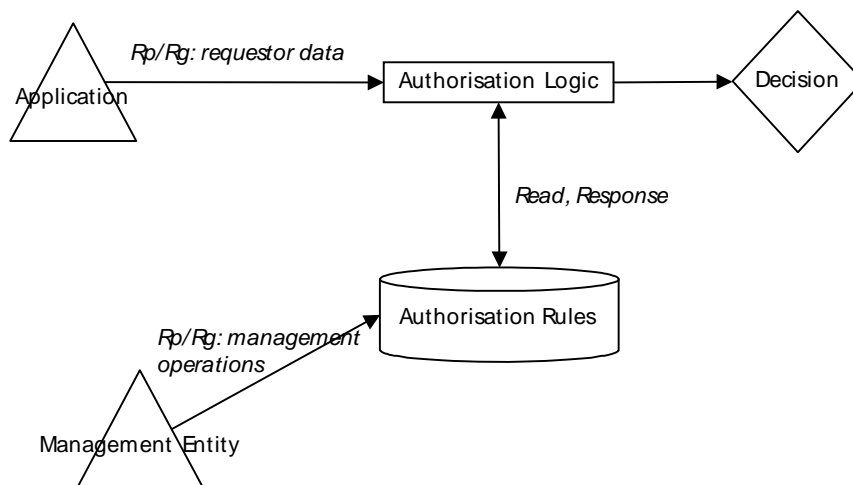 Rp/Rg: requestor data
Application
Authorisation Logic
Decision
Read, Response
Authorisation Rules
Rp/Rg: management
operations
Management Entity